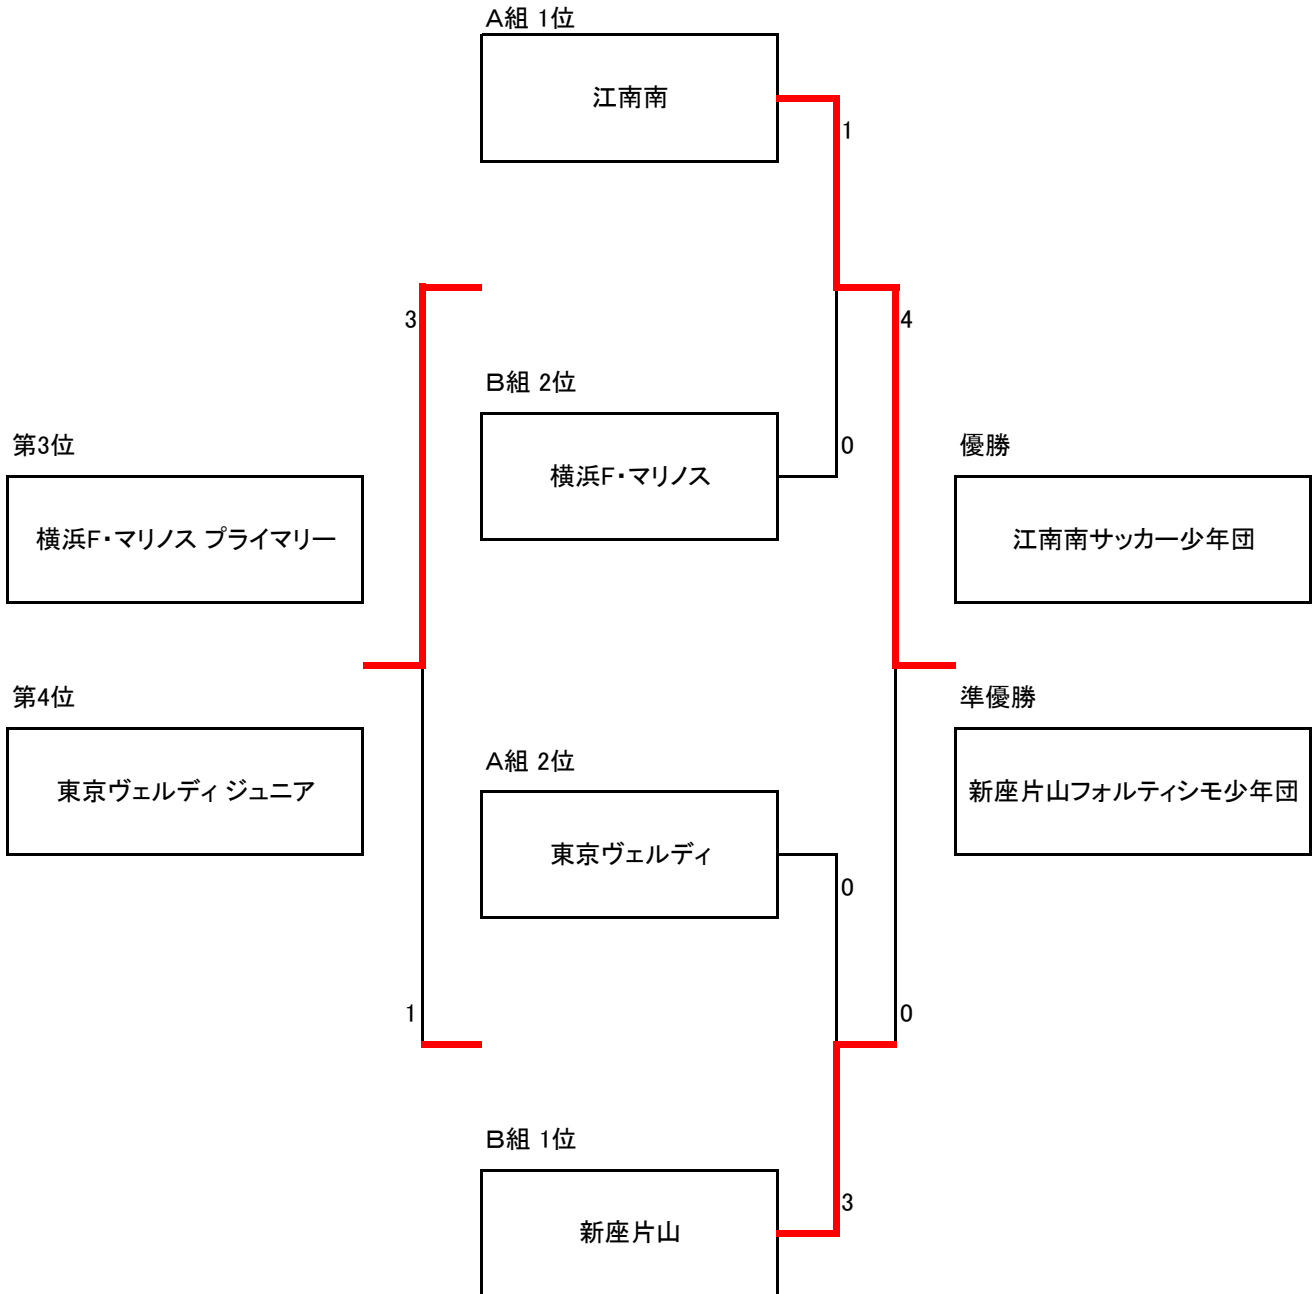 A組 1位
江南南
1
3
4
B組 2位
横浜F・マリノス
0
第3位
横浜F・マリノス プライマリー
優勝
江南南サッカー少年団
第4位
東京ヴェルディ ジュニア
準優勝
新座片山フォルティシモ少年団
A組 2位
東京ヴェルディ
0
1
0
B組 1位
新座片山
3